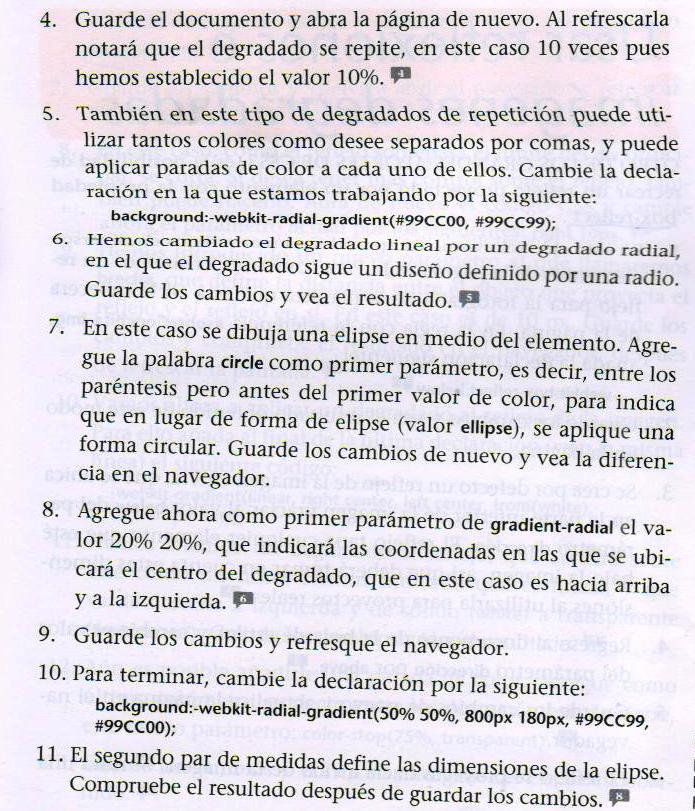 4. Guarde el documento y abra la página de nuevo. Al refrescarla
notará que el degradado se repite, en este caso 10 veces pues
hemos establecido el valor 10%. 4
5. También en este tipo de degradados de repetición puede uti-
lizar tantos colores como desee separados por comas, y puede
aplicar paradas de color a cada uno de ellos. Cambie la decla-
ración en la que estamos trabajando por la siguiente:
background:-webkit-radial-gradient(#99CC00, #99CC99);
6. Hemos cambiado el degradado lineal por un degradado radial,
en el que el degradado sigue un diseño definido por una radio.
Guarde los cambios y vea el resultado. 5
7. En este caso se dibuja una elipse en medio del elemento. Agre-
gue la palabra circle como primer parámetro, es decir, entre los
paréntesis pero antes del primer valor de color, para indica
que en lugar de forma de elipse (valor ellipse), se aplique una
forma circular. Guarde los cambios de nuevo y vea la diferen-
cia en el navegador.
8. Agregue ahora como primer parámetro de gradient-radial el va-
lor 20% 20%, que indicará las coordenadas en las que se ubi-
cará el centro del degradado, que en este caso es hacia arriba
y a la izquierda. 6
9. Guarde los cambios y refresque el navegador.
10. Para terminar, cambie la declaración por la siguiente:
background:-webkit-radial-gradient(50% 50%, 800px 180px, #99CC99,
#99CC00);
11. El segundo par de medidas define las dimensiones de la elipse.
Compruebe el resultado después de guardar los cambios. 8